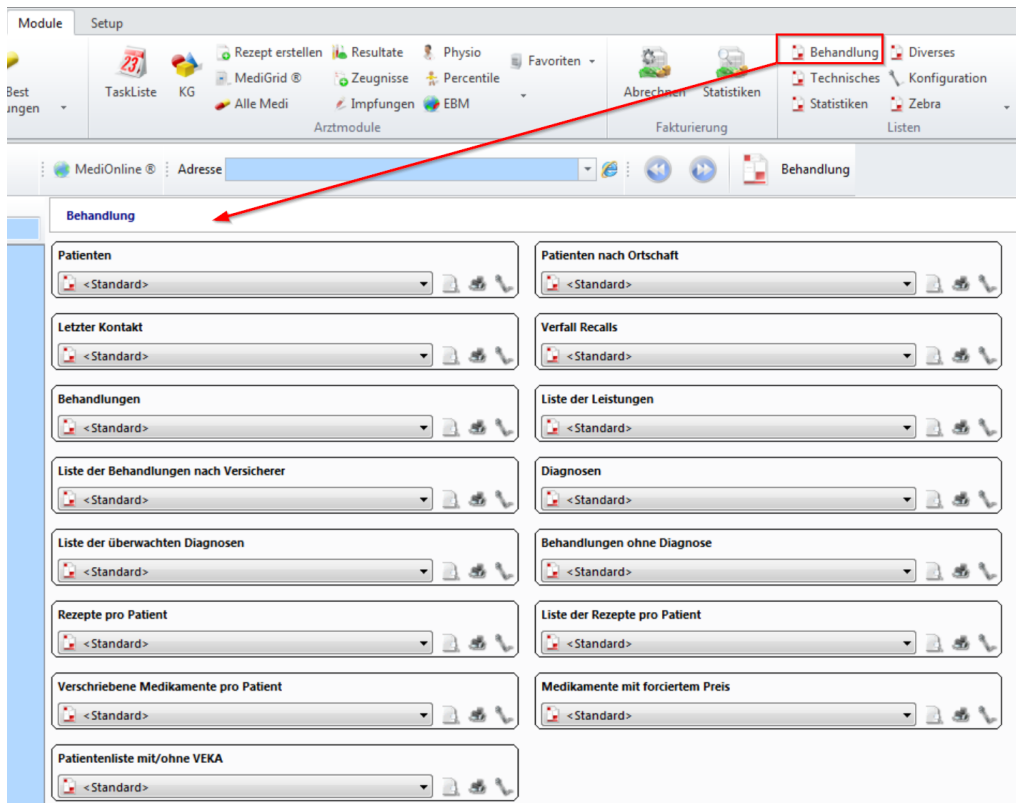 Module Setup
Best
ungen
TaskListe
KG
Rezept erstellen Resultate Physio
MediGrid ® Zeugnisse Percentile
Alle Medi Impfungen EBM
Favoriten
Arztmodule
Abrechnen Statistiken
Fakturierung
Behandlung Diverses
Technisches Konfiguration
Statistiken Zebra
Listen
MediOnline ® Adresse Behandlung
Behandlung
Patienten Patienten nach Ortschaft
<Standard> <Standard>
Letzter Kontakt Verfall Recalls
<Standard> <Standard>
Behandlungen Liste der Leistungen
<Standard> <Standard>
Liste der Behandlungen nach Versicherer Diagnosen
<Standard> <Standard>
Liste der überwachten Diagnosen Behandlungen ohne Diagnose
<Standard> <Standard>
Rezepte pro Patient Liste der Rezepte pro Patient
<Standard> <Standard>
Verschriebene Medikamente pro Patient Medikamente mit forciertem Preis
<Standard> <Standard>
Patientenliste mit/ohne VEKA
<Standard>